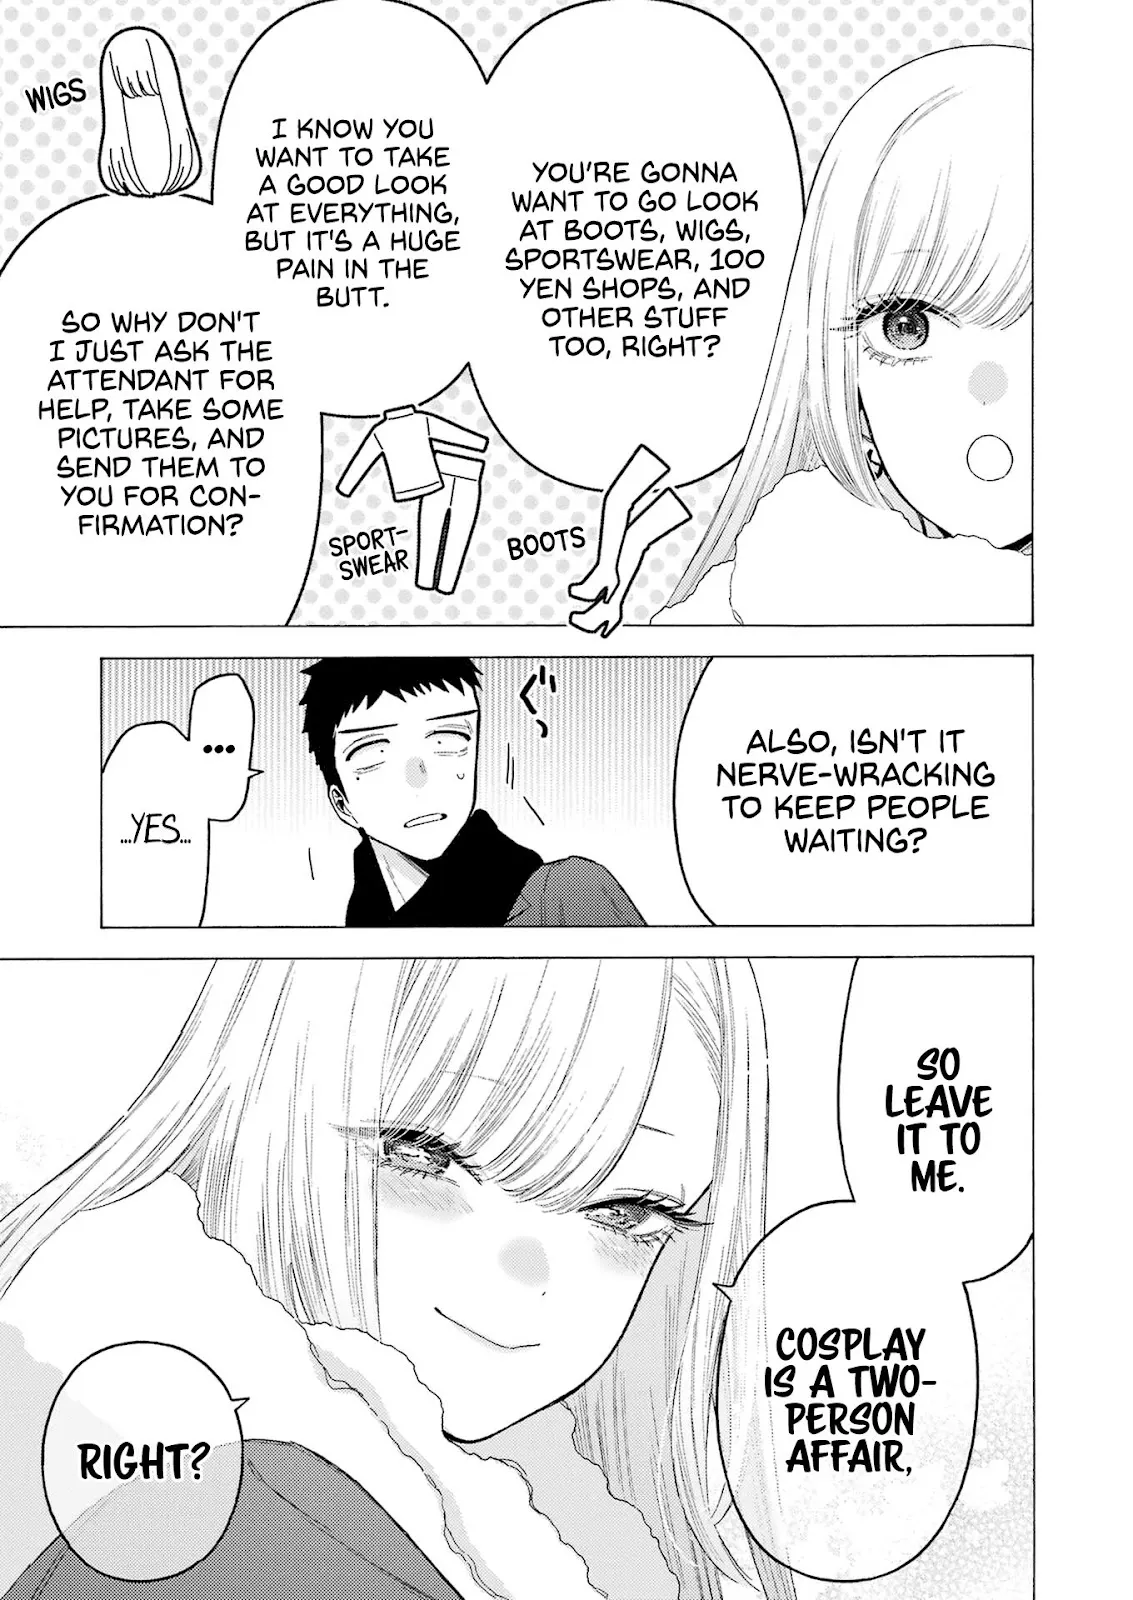 YOU'RE GONNA
WANT TO GO LOOK
AT BOOTS, WIGS,
SPORTSWEAR, 100
YEN SHOPS, AND
OTHER STUFF
TOO, RIGHT?
I KNOW YOU
WANT TO TAKE
A GOOD LOOK
AT EVERYTHING,
BUT IT'S A HUGE
PAIN IN THE
BUTT.
WIGS
SO WHY DON'T
I JUST ASK THE
ATTENDANT FOR
HELP, TAKE SOME
PICTURES, AND
SEND THEM TO
YOU FOR CON-
FIRMATION?
BOOTS
SPORT-
SWEAR
ALSO, ISN'T IT
NERVE-WRACKING
TO KEEP PEOPLE
WAITING?
ぐ"
...
...YES...
SO
LEAVE
IT TO
ME.
COSPLAY
IS A TWO-
PERSON
AFFAIR,
RIGHT?